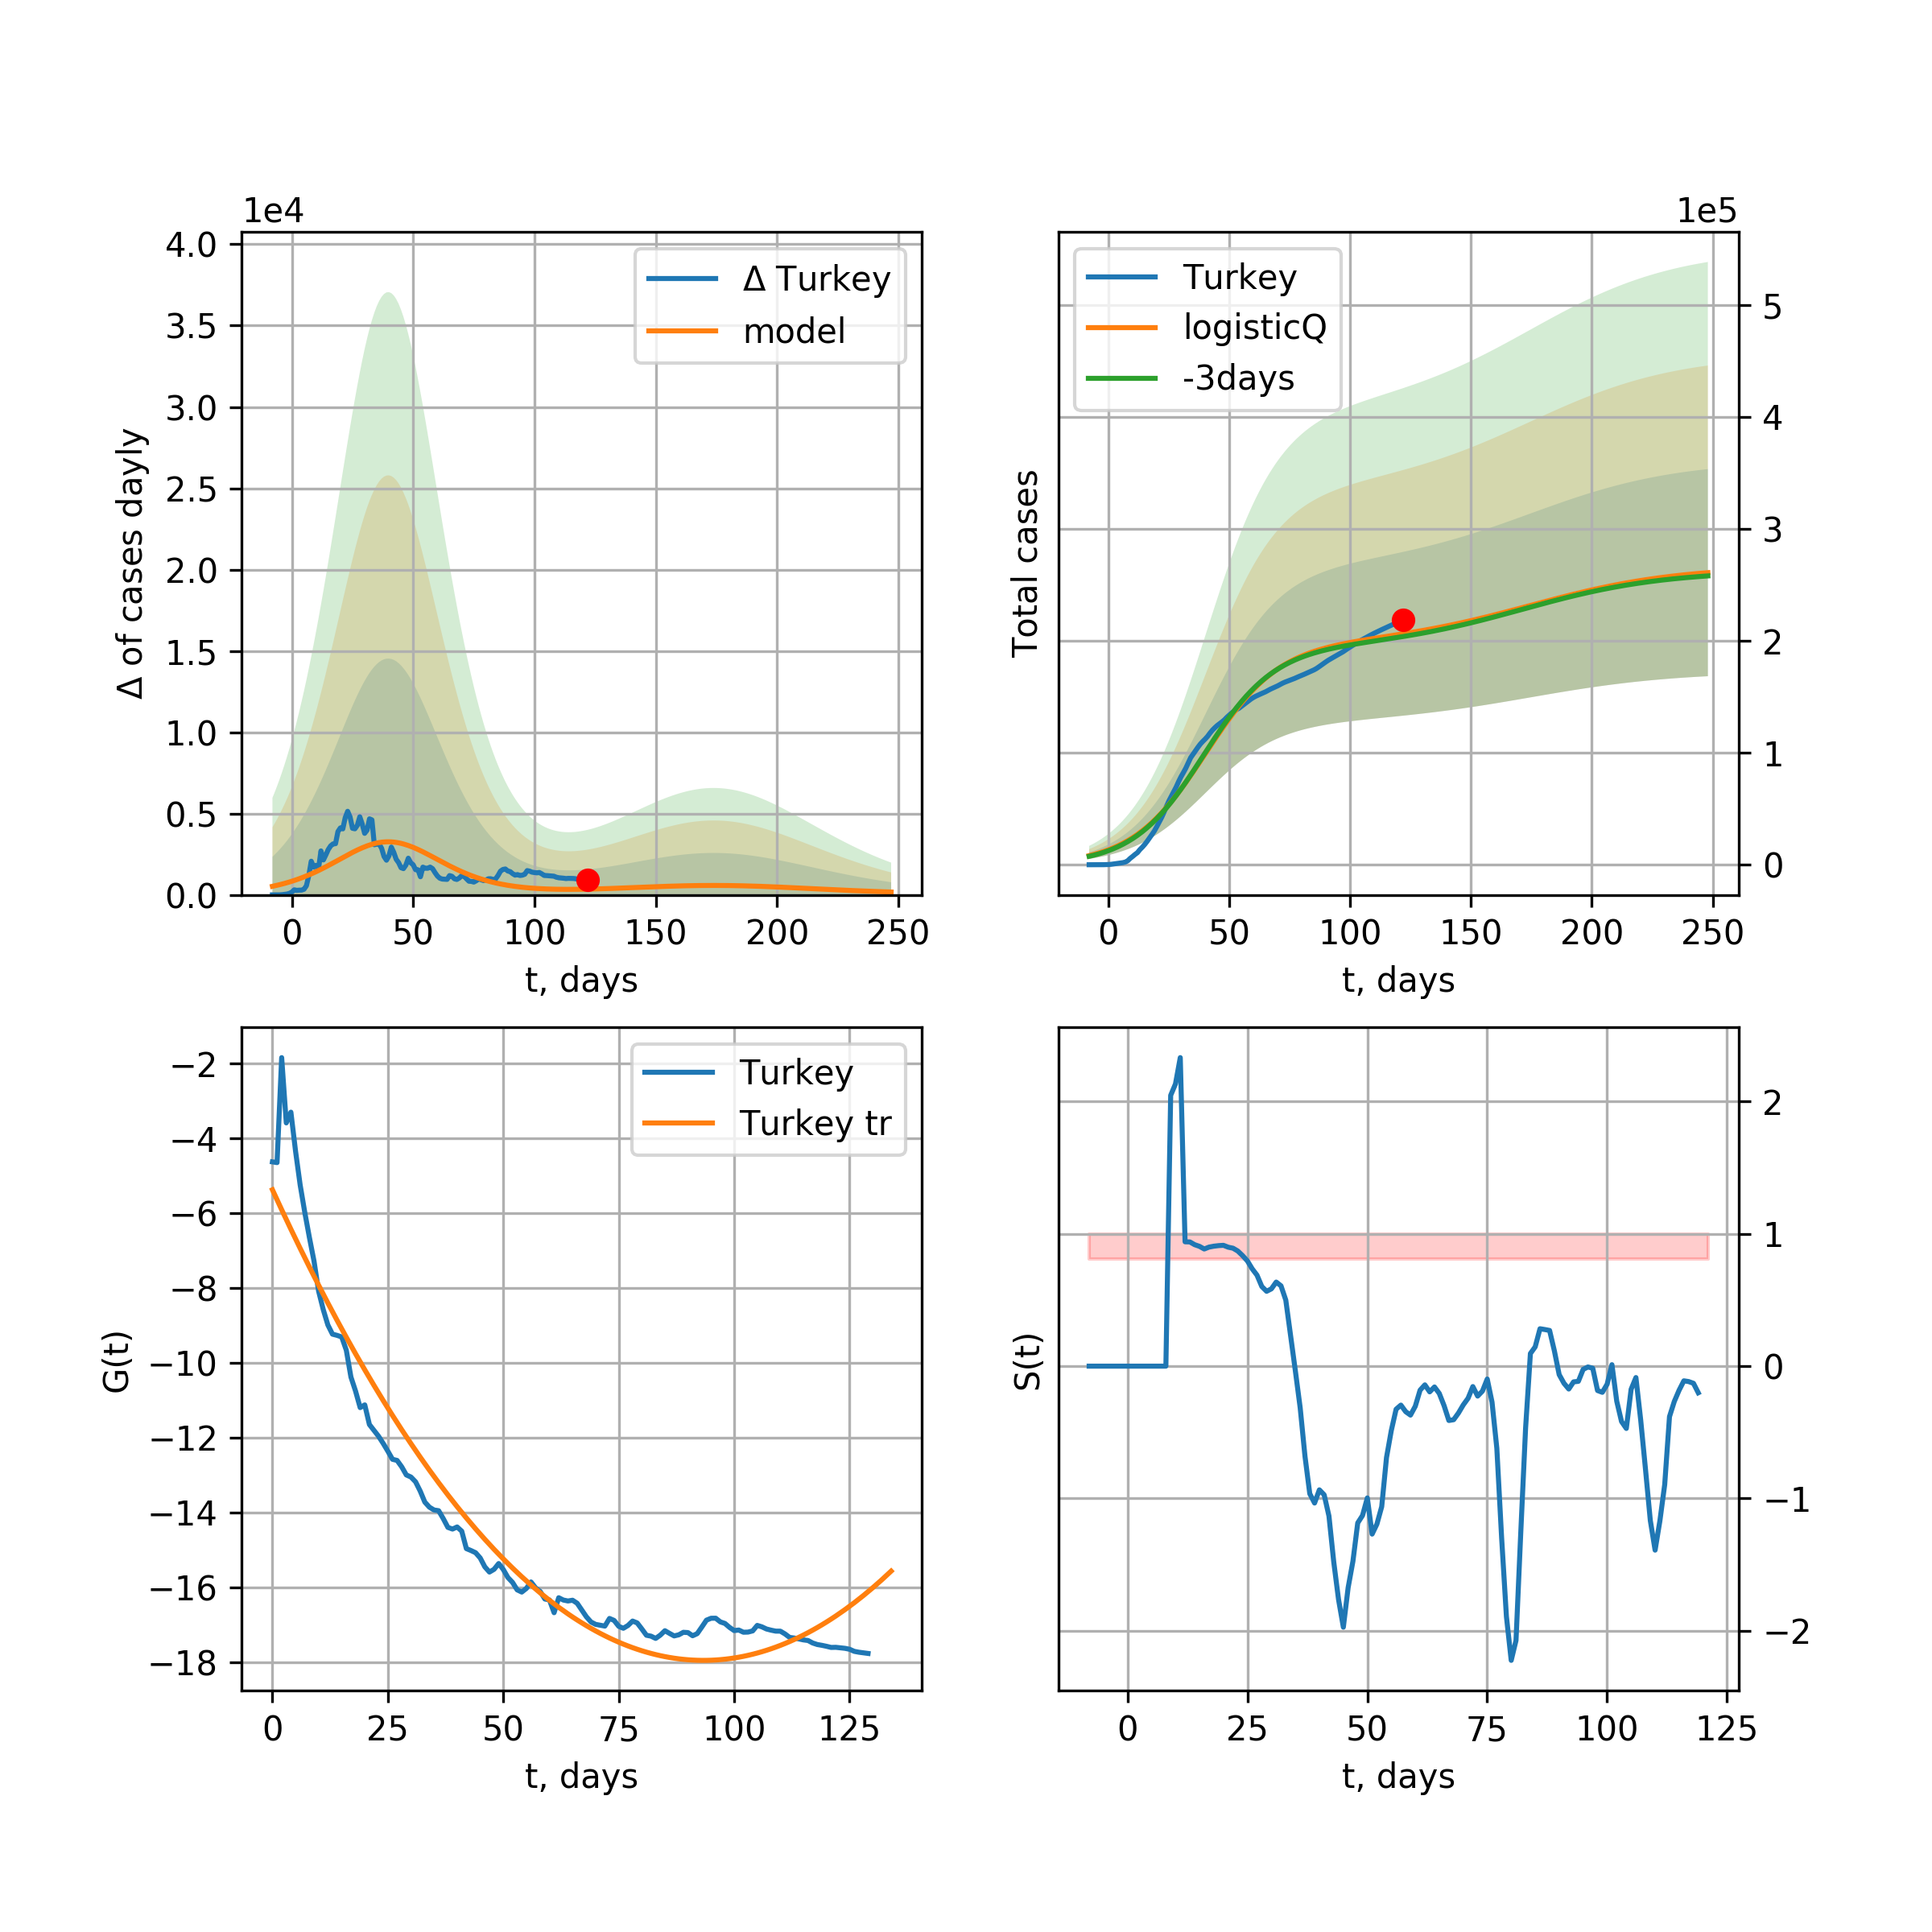 1e4
4.0
3.5
3.0
2.5
2.0
1.5
1.0
0.5
0.0
Δ of cases dayly
Δ Turkey
model
0 50 100 150 200 250
t, days
1e5
Total cases
Turkey
logisticQ
-3days
5
4
3
2
1
0
0 50 100 150 200 250
t, days
−2
−4
−6
−8
−10
−12
−14
−16
−18
G(t)
Turkey
Turkey tr
0 25 50 75 100 125
t, days
S(t)
2
1
0
−1
−2
0 25 50 75 100 125
t, days